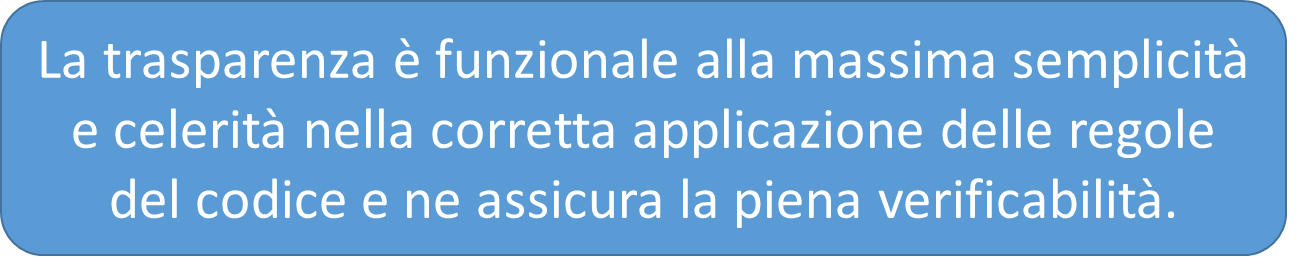 La trasparenza è funzionale alla massima semplicità
e celerità nella corretta applicazione delle regole
del codice e ne assicura la piena verificabilità.